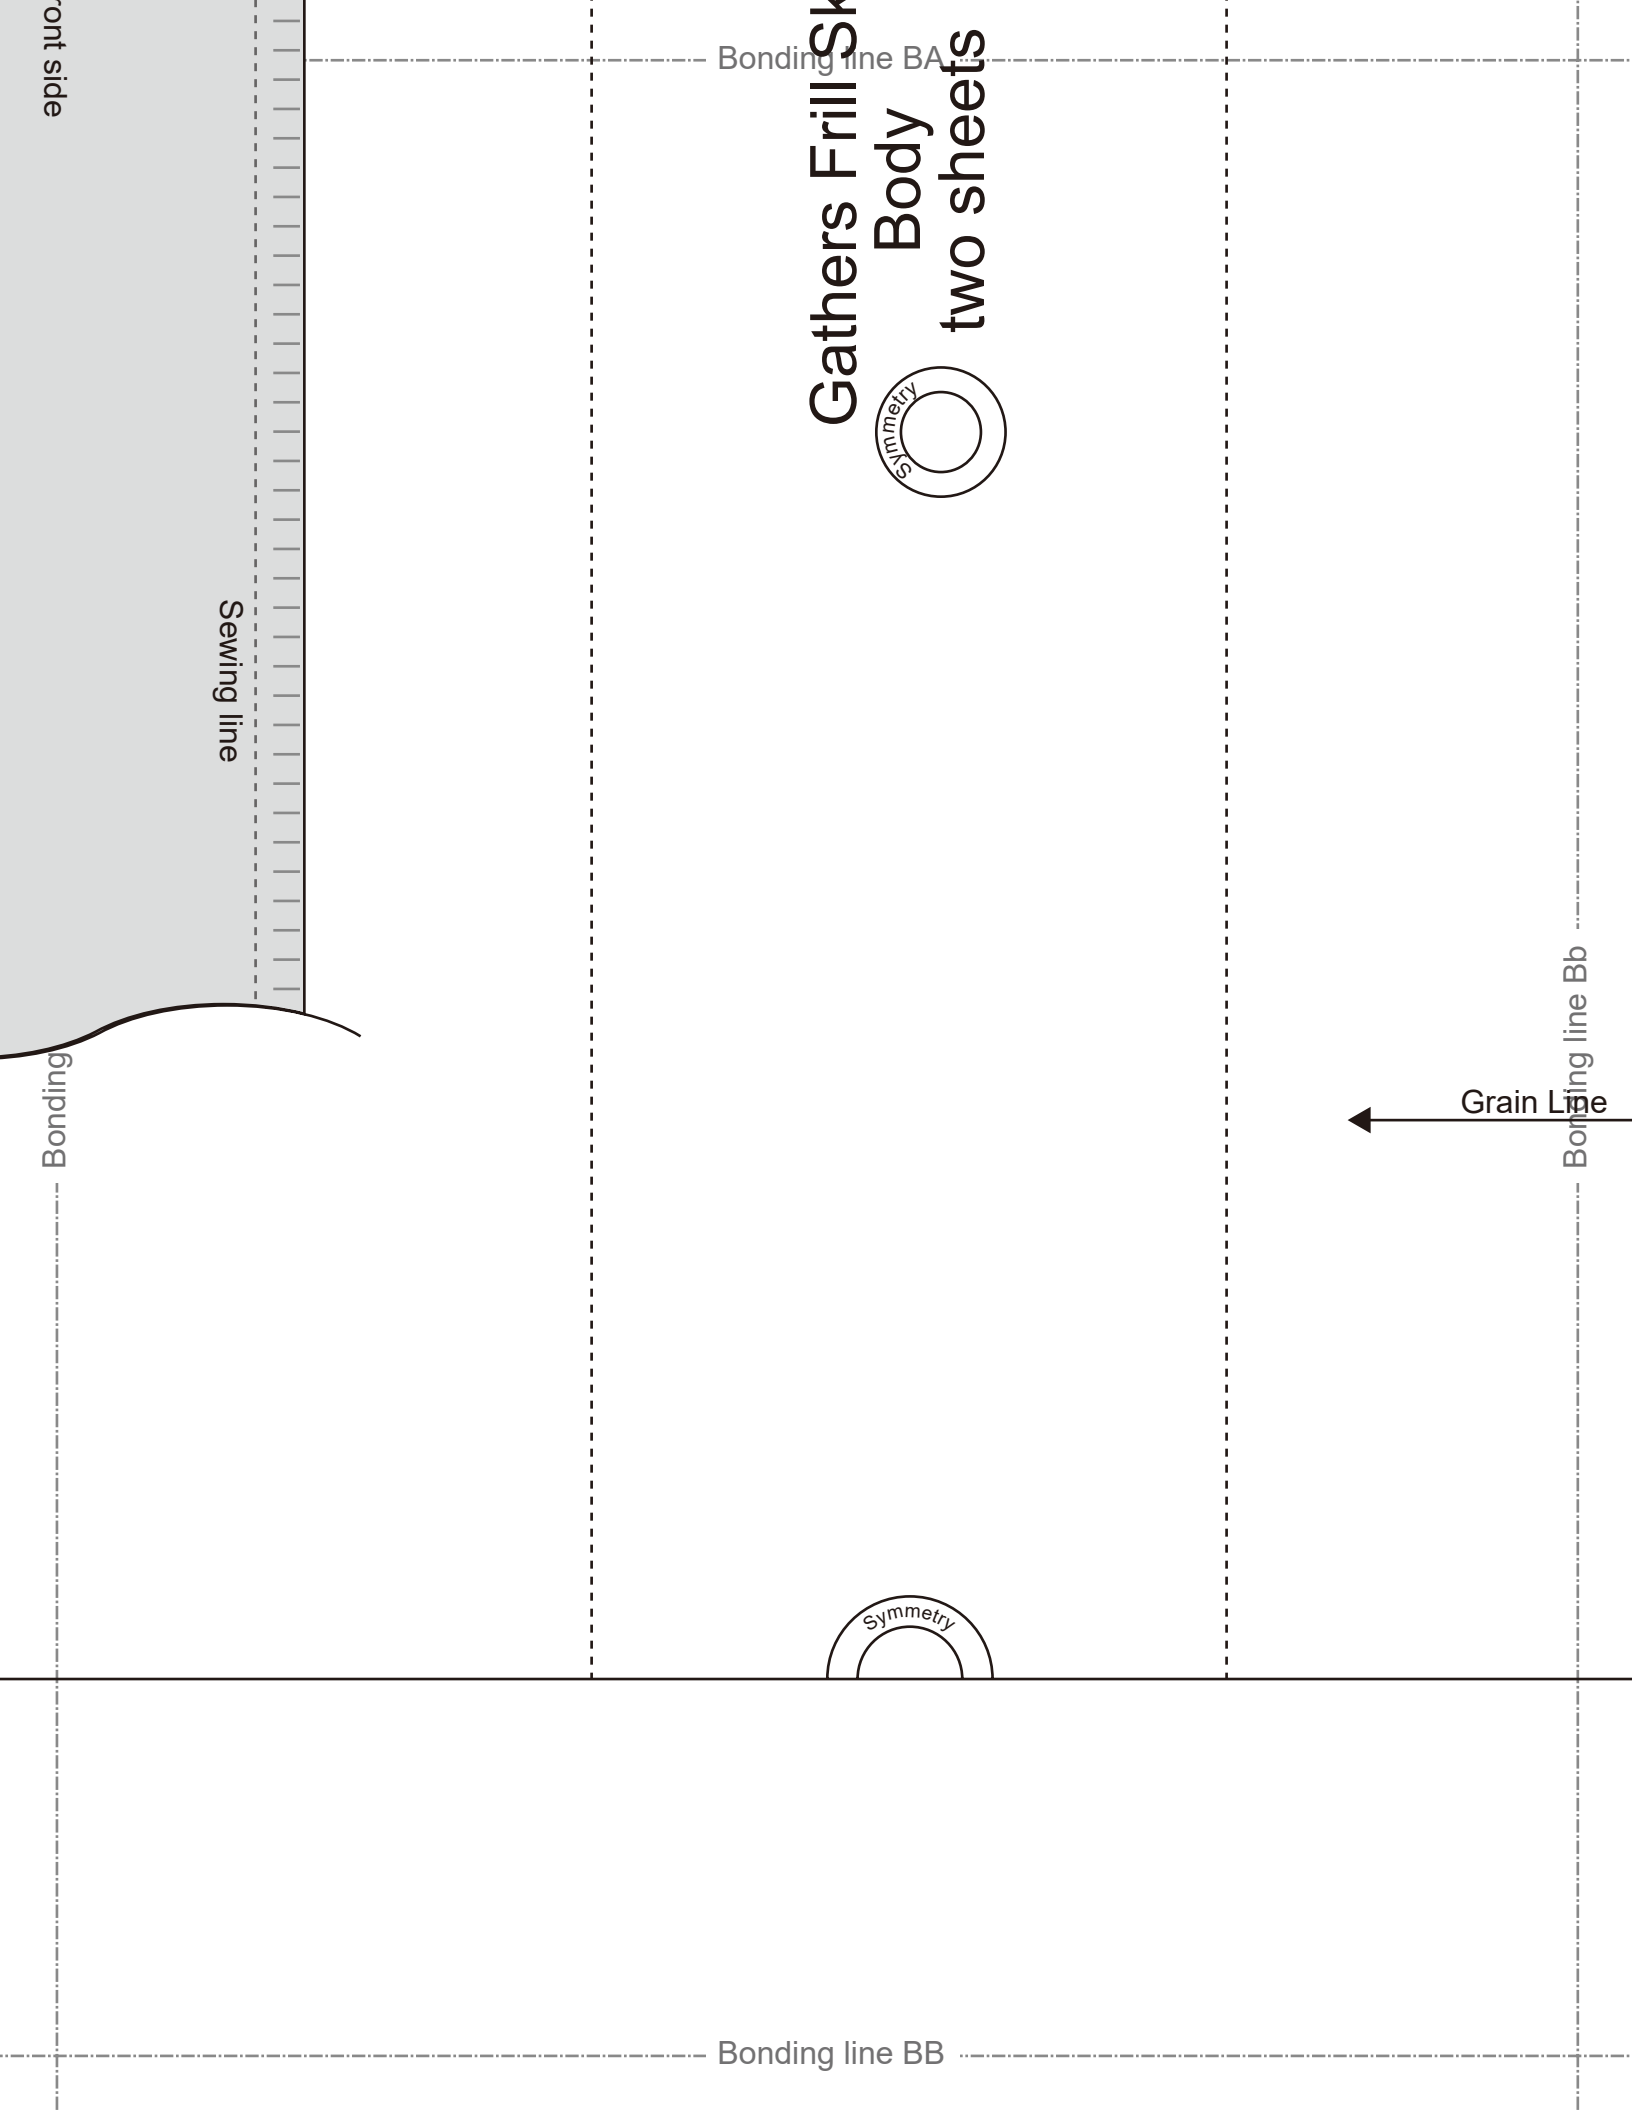 ront side
Bonding line BA
Gathers Frill Sk
Body
two sheets
Symmetry
Sewing line
Bonding line Bb
Bonding
Grain Line
Symmetry
Bonding line BB